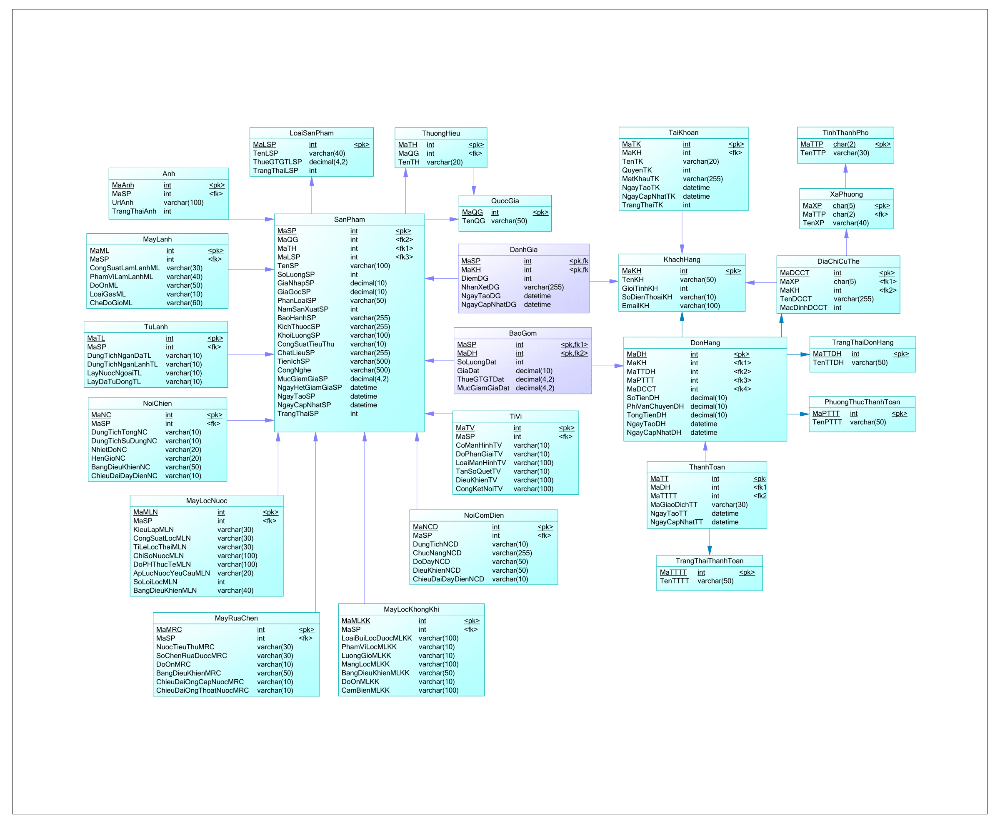 LoaiSanPham
MaLSP int <pk>
TenLSP varchar(40)
ThueGTGTLSP decimal(4,2)
TrangThaiLSP int
ThuongHieu
MaTH int <pk>
MaQG int <fk>
TenTH varchar(20)
TaiKhoan
MaTK int <pk>
MaKH int <fk>
TenTK varchar(20)
QuyenTK int
MatKhauTK varchar(255)
NgayTaoTK datetime
NgayCapNhatTK datetime
TrangThaiTK int
TinhThanhPho
MaTTP char(2) <pk>
TenTTP varchar(30)
Anh
MaAnh int <pk>
MaSP int <fk>
UrlAnh varchar(100)
TrangThaiAnh int
XaPhuong
MaXP char(5) <pk>
MaTTP char(2) <fk>
TenXP varchar(40)
QuocGia
MaQG int <pk>
TenQG varchar(50)
SanPham
MaSP int <pk>
MaQG int <fk2>
MaTH int <fk1>
MaLSP int <fk3>
TenSP varchar(100)
SoLuongSP int
GiaNhapSP decimal(10)
GiaGocSP decimal(10)
PhanLoaiSP varchar(50)
NamSanXuatSP int
BaoHanhSP varchar(255)
KichThuocSP varchar(255)
KhoiLuongSP varchar(100)
CongSuatTieuThu varchar(10)
ChatLieuSP varchar(255)
TienIchSP varchar(500)
CongNghe varchar(500)
MucGiamGiaSP decimal(4,2)
NgayHetGiamGiaSP datetime
NgayTaoSP datetime
NgayCapNhatSP datetime
TrangThaiSP int
MayLanh
MaML int <pk>
MaSP int <fk>
CongSuatLamLanhML varchar(30)
PhamViLamLanhML varchar(40)
DoOnML varchar(50)
LoaiGasML varchar(10)
CheDoGioML varchar(60)
DanhGia
MaSP int <pk,fk
MaKH int <pk,fk
DiemDG int
NhanXetDG varchar(255)
NgayTaoDG datetime
NgayCapNhatDG datetime
KhachHang
MaKH int <pk>
TenKH varchar(50)
GioiTinhKH int
SoDienThoaiKH varchar(10)
EmailKH varchar(100)
DiaChiCuThe
MaDCCT int <pk>
MaXP char(5) <fk1>
MaKH int <fk2>
TenDCCT varchar(255)
MacDinhDCCT int
TuLanh
MaTL int <pk>
MaSP int <fk>
DungTichNganDaTL varchar(10)
DungTichNganLanhTL varchar(10)
LayNuocNgoaiTL varchar(10)
LayDaTuDongTL varchar(10)
BaoGom
MaSP int <pk,fk1>
MaDH int <pk,fk2>
SoLuongDat int
GiaDat decimal(10)
ThueGTGTDat decimal(4,2)
MucGiamGiaDat decimal(4,2)
DonHang
MaDH int <pk>
MaKH int <fk1>
MaTTDH int <fk2>
MaPTTT int <fk3>
MaDCCT int <fk4>
SoTienDH decimal(10)
PhiVanChuyenDH decimal(10)
TongTienDH decimal(10)
NgayTaoDH datetime
NgayCapNhatDH datetime
TrangThaiDonHang
MaTTDH int <pk>
TenTTDH varchar(50)
PhuongThucThanhToan
MaPTTT int <pk>
TenPTTT varchar(50)
NoiChien
MaNC int <pk>
MaSP int <fk>
DungTichTongNC varchar(10)
DungTichSuDungNC varchar(10)
NhietDoNC varchar(20)
HenGioNC varchar(20)
BangDieuKhienNC varchar(50)
ChieuDaiDayDienNC varchar(10)
TiVi
MaTV int <pk>
MaSP int <fk>
CoManHinhTV varchar(10)
DoPhanGiaiTV varchar(10)
LoaiManHinhTV varchar(100)
TanSoQuetTV varchar(10)
DieuKhienTV varchar(100)
CongKetNoiTV varchar(100)
ThanhToan
MaTT int <pk
MaDH int <fk1
MaTTTT int <fk2
MaGiaoDichTT varchar(30)
NgayTaoTT datetime
NgayCapNhatTT datetime
MayLocNuoc
MaMLN int <pk>
MaSP int <fk>
KieuLapMLN varchar(30)
CongSuatLocMLN varchar(30)
TiLeLocThaiMLN varchar(30)
ChiSoNuocMLN varchar(100)
DoPHThucTeMLN varchar(100)
ApLucNuocYeuCauMLN varchar(20)
SoLoiLocMLN int
BangDieuKhienMLN varchar(40)
NoiComDien
MaNCD int <pk>
MaSP int <fk>
DungTichNCD varchar(10)
ChucNangNCD varchar(255)
DoDayNCD varchar(50)
DieuKhienNCD varchar(50)
ChieuDaiDayDienNCD varchar(10)
TrangThaiThanhToan
MaTTTT int <pk>
TenTTTT varchar(50)
MayRuaChen
MaMRC int <pk>
MaSP int <fk>
NuocTieuThuMRC varchar(30)
SoChenRuaDuocMRC varchar(30)
DoOnMRC varchar(10)
BangDieuKhienMRC varchar(50)
ChieuDaiOngCapNuocMRC varchar(10)
ChieuDaiOngThoatNuocMRC varchar(10)
MayLocKhongKhi
MaMLKK int <pk>
MaSP int <fk>
LoaiBuiLocDuocMLKK varchar(100)
PhamViLocMLKK varchar(10)
LuongGioMLKK varchar(10)
MangLocMLKK varchar(100)
BangDieuKhienMLKK varchar(50)
DoOnMLKK varchar(10)
CamBienMLKK varchar(100)